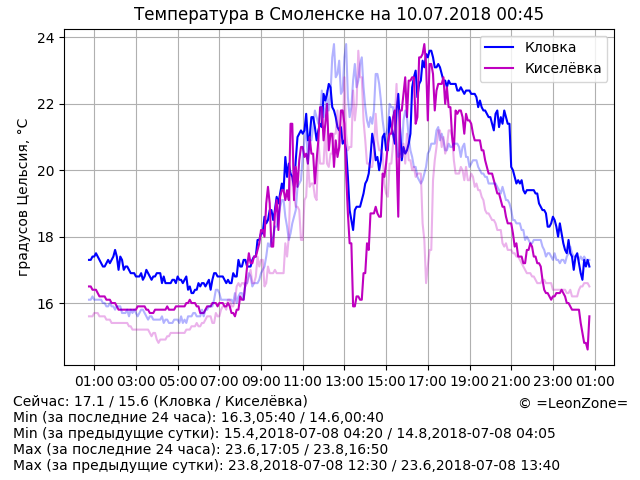 Температура в Смоленске на 10.07.2018 00:45
градусов Цельсия, °C
24
22
20
18
16
Кловка
Киселёвка
01:00 03:00 05:00 07:00 09:00 11:00 13:00 15:00 17:00 19:00 21:00 23:00 01:00
Сейчас: 17.1 / 15.6 (Кловка / Киселёвка)
© =LeonZone=
Min (за последние 24 часа): 16.3,05:40 / 14.6,00:40
Min (за предыдущие сутки): 15.4,2018-07-08 04:20 / 14.8,2018-07-08 04:05
Max (за последние 24 часа): 23.6,17:05 / 23.8,16:50
Max (за предыдущие сутки): 23.8,2018-07-08 12:30 / 23.6,2018-07-08 13:40